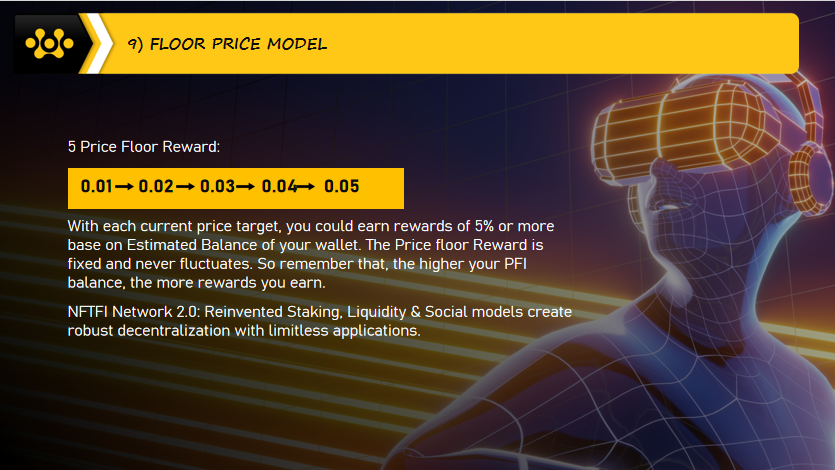 9) FLOOR PRICE MODEL
5 Price Floor Reward:
0.01→0.02→0.03→0.04→0.05
With each current price target, you could earn rewards of 5% or more
base on Estimated Balance of your wallet. The Price floor Reward is
fixed and never fluctuates. So remember that, the higher your PFI
balance, the more rewards you earn.
NFTFI Network 2.0: Reinvented Staking, Liquidity & Social models create
robust decentralization with limitless applications.